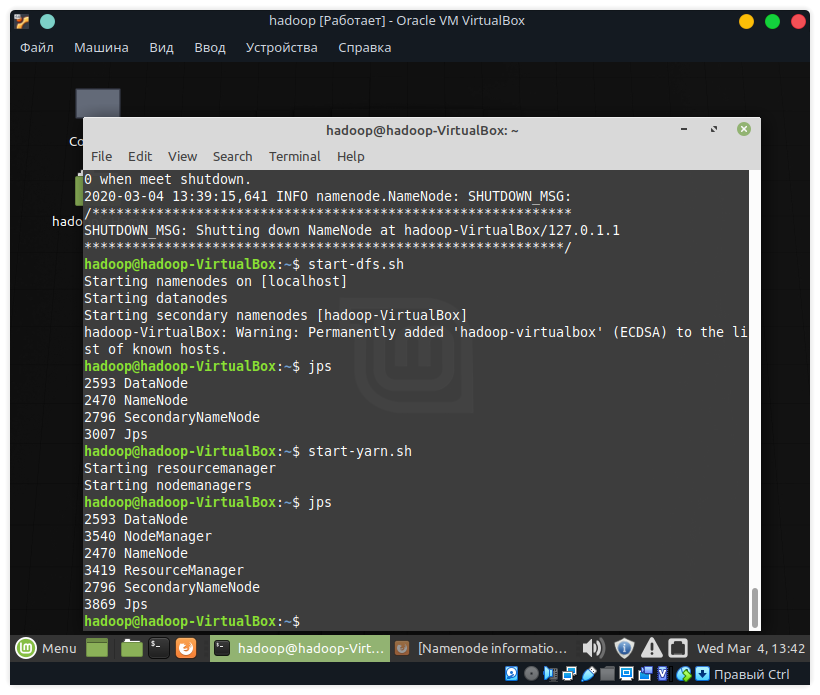 hadoop [Работает] - Oracle VM VirtualBox
Файл Машина Вид Ввод Устройства Справка
hadoop@hadoop-VirtualBox: ~
File Edit View Search Terminal Help
0 when meet shutdown.
2020-03-04 13:39:15,641 INFO namenode.NameNode: SHUTDOWN_MSG:
/************************************************************
SHUTDOWN_MSG: Shutting down NameNode at hadoop-VirtualBox/127.0.1.1
************************************************************/
hadoop@hadoop-VirtualBox:~$ start-dfs.sh
Starting namenodes on [localhost]
Starting datanodes
Starting secondary namenodes [hadoop-VirtualBox]
hadoop-VirtualBox: Warning: Permanently added 'hadoop-virtualbox' (ECDSA) to the li
st of known hosts.
hadoop@hadoop-VirtualBox:~$ jps
2593 DataNode
2470 NameNode
2796 SecondaryNameNode
3007 Jps
hadoop@hadoop-VirtualBox:~$ start-yarn.sh
Starting resourcemanager
Starting nodemanagers
hadoop@hadoop-VirtualBox:~$ jps
2593 DataNode
3540 NodeManager
2470 NameNode
3419 ResourceManager
2796 SecondaryNameNode
3869 Jps
hadoop@hadoop-VirtualBox:~$
Menu hadoop@hadoop-Virt... [Namenode informatio... Wed Mar 4, 13:42
Правый Ctrl